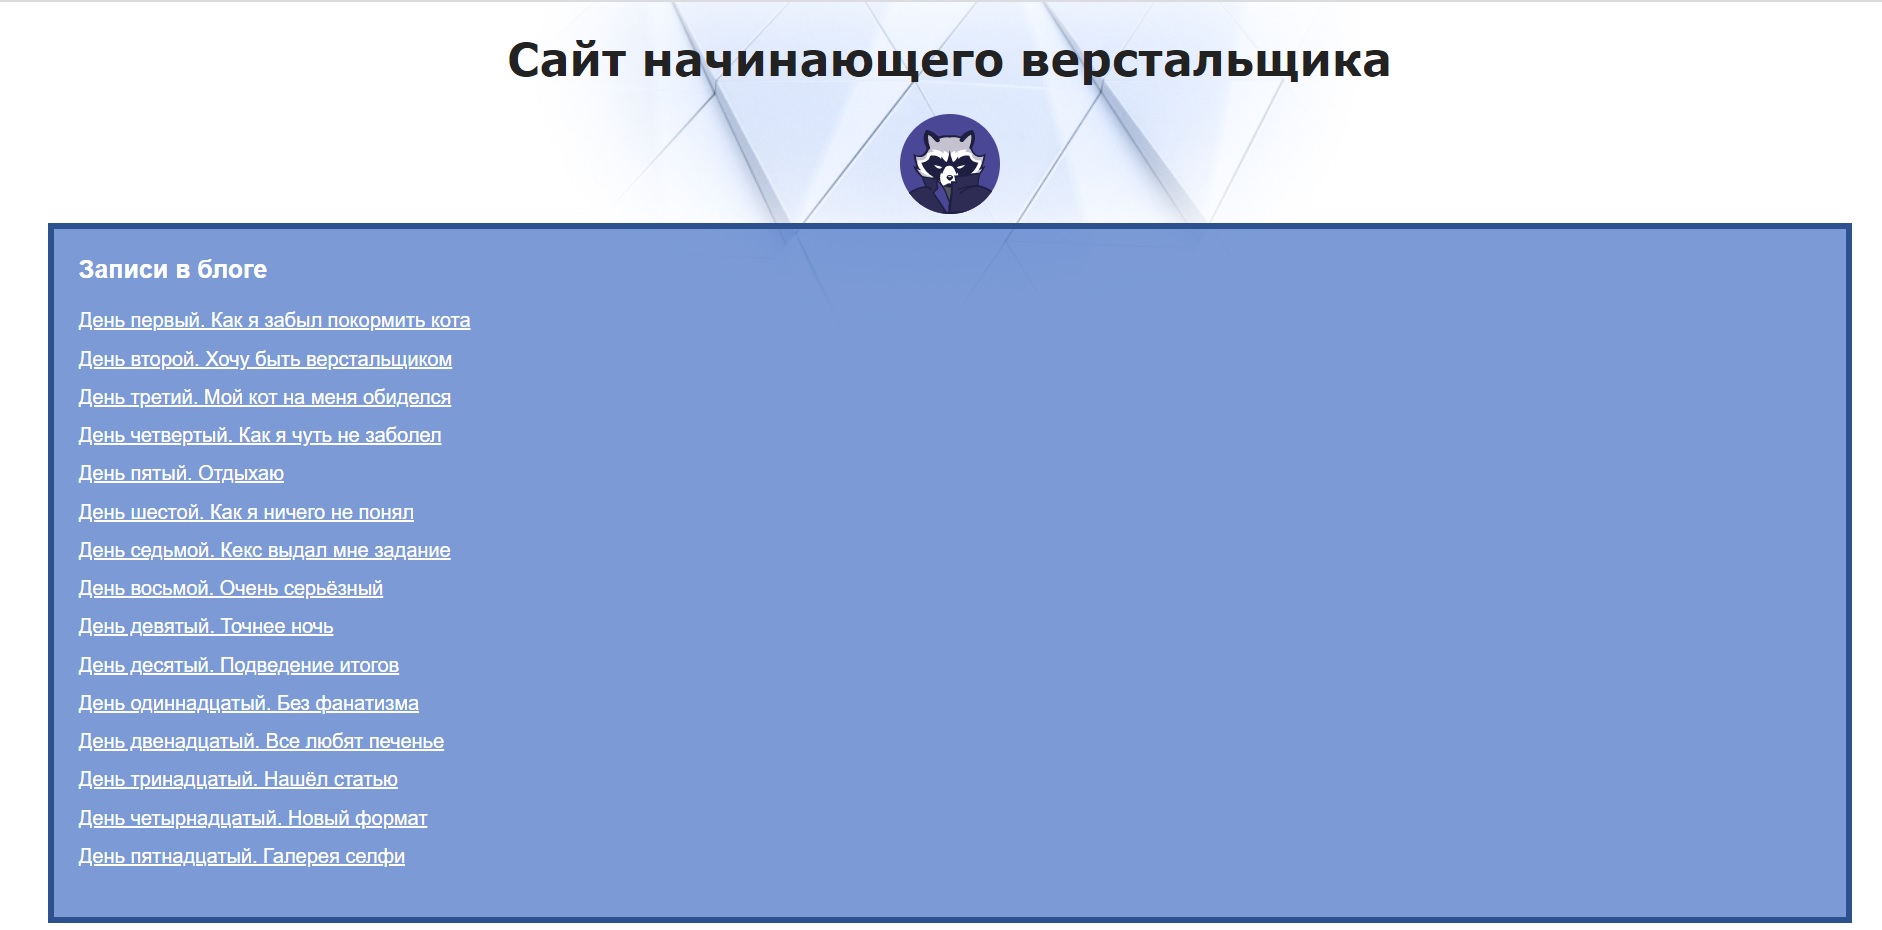 Сайт начинающего верстальщика
Записи в блоге
День первый. Как я забыл покормить кота
День второй. Хочу быть верстальщиком
День третий. Мой кот на меня обиделся
День четвертый. Как я чуть не заболел
День пятый. Отдыхаю
День шестой. Как я ничего не понял
День седьмой. Кекс выдал мне задание
День восьмой. Очень серьёзный
День девятый. Точнее ночь
День десятый. Подведение итогов
День одиннадцатый. Без фанатизма
День двенадцатый. Все любят печенье
День тринадцатый. Нашёл статью
День четырнадцатый. Новый формат
День пятнадцатый. Галерея селфи